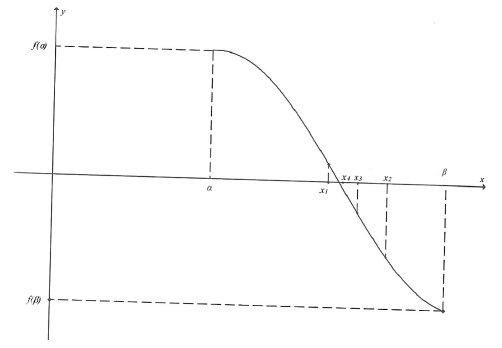 y
f(α)
x₁ x₄ x₃ x₂ β x
α
f(β)